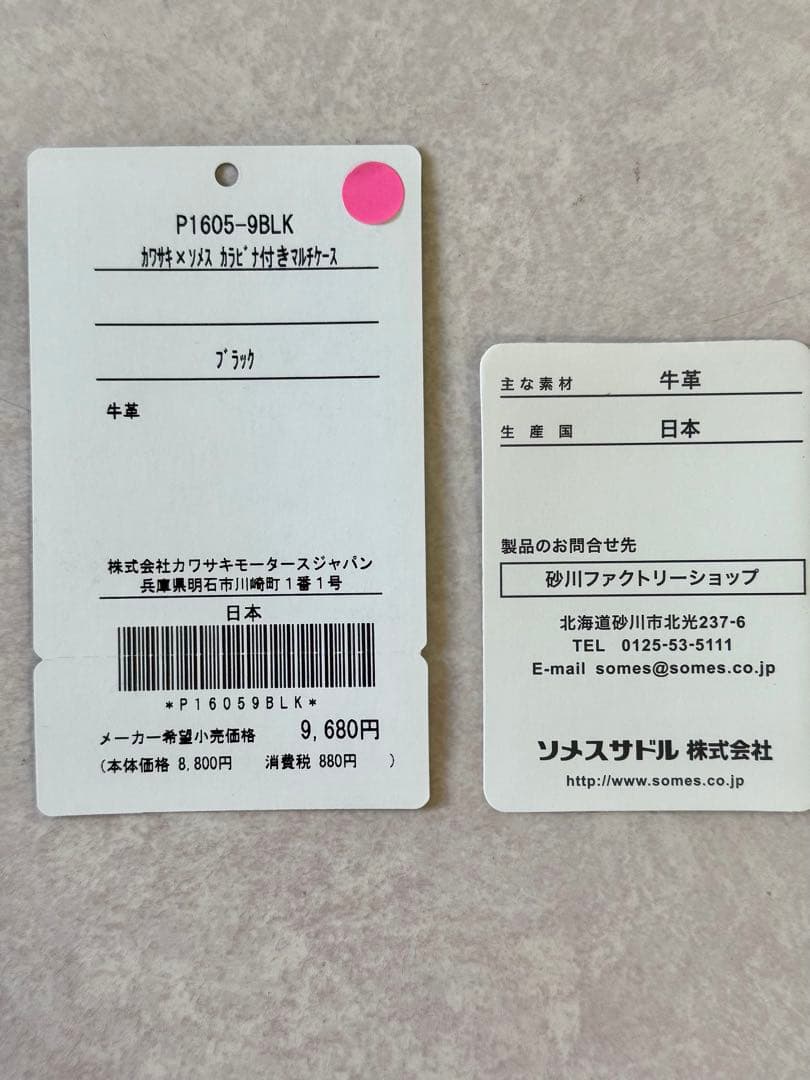 P1605-9BLK
ｶﾜｻｷ×ｿﾒｽ ｶﾗﾋﾞﾅ付きﾏﾙﾁｹｰｽ
ﾌﾞﾗｯｸ
牛革
株式会社カワサキモータースジャパン
兵庫県明石市川崎町１番１号
日本
*P16059BLK*
メーカー希望小売価格 9,680円
(本体価格 8,800円 消費税 880円 )
主な素材 牛革
生産国 日本
製品のお問合せ先
砂川ファクトリーショップ
北海道砂川市北光237-6
TEL 0125-53-5111
E-mail somes@somes.co.jp
ソメスサドル 株式会社
http://www.somes.co.jp